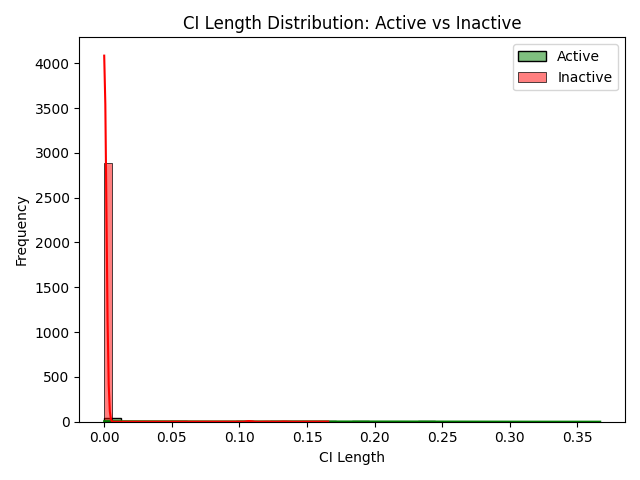 CI Length Distribution: Active vs Inactive
Active
Inactive
Frequency
4000
3500
3000
2500
2000
1500
1000
500
0
0.00 0.05 0.10 0.15 0.20 0.25 0.30 0.35
CI Length